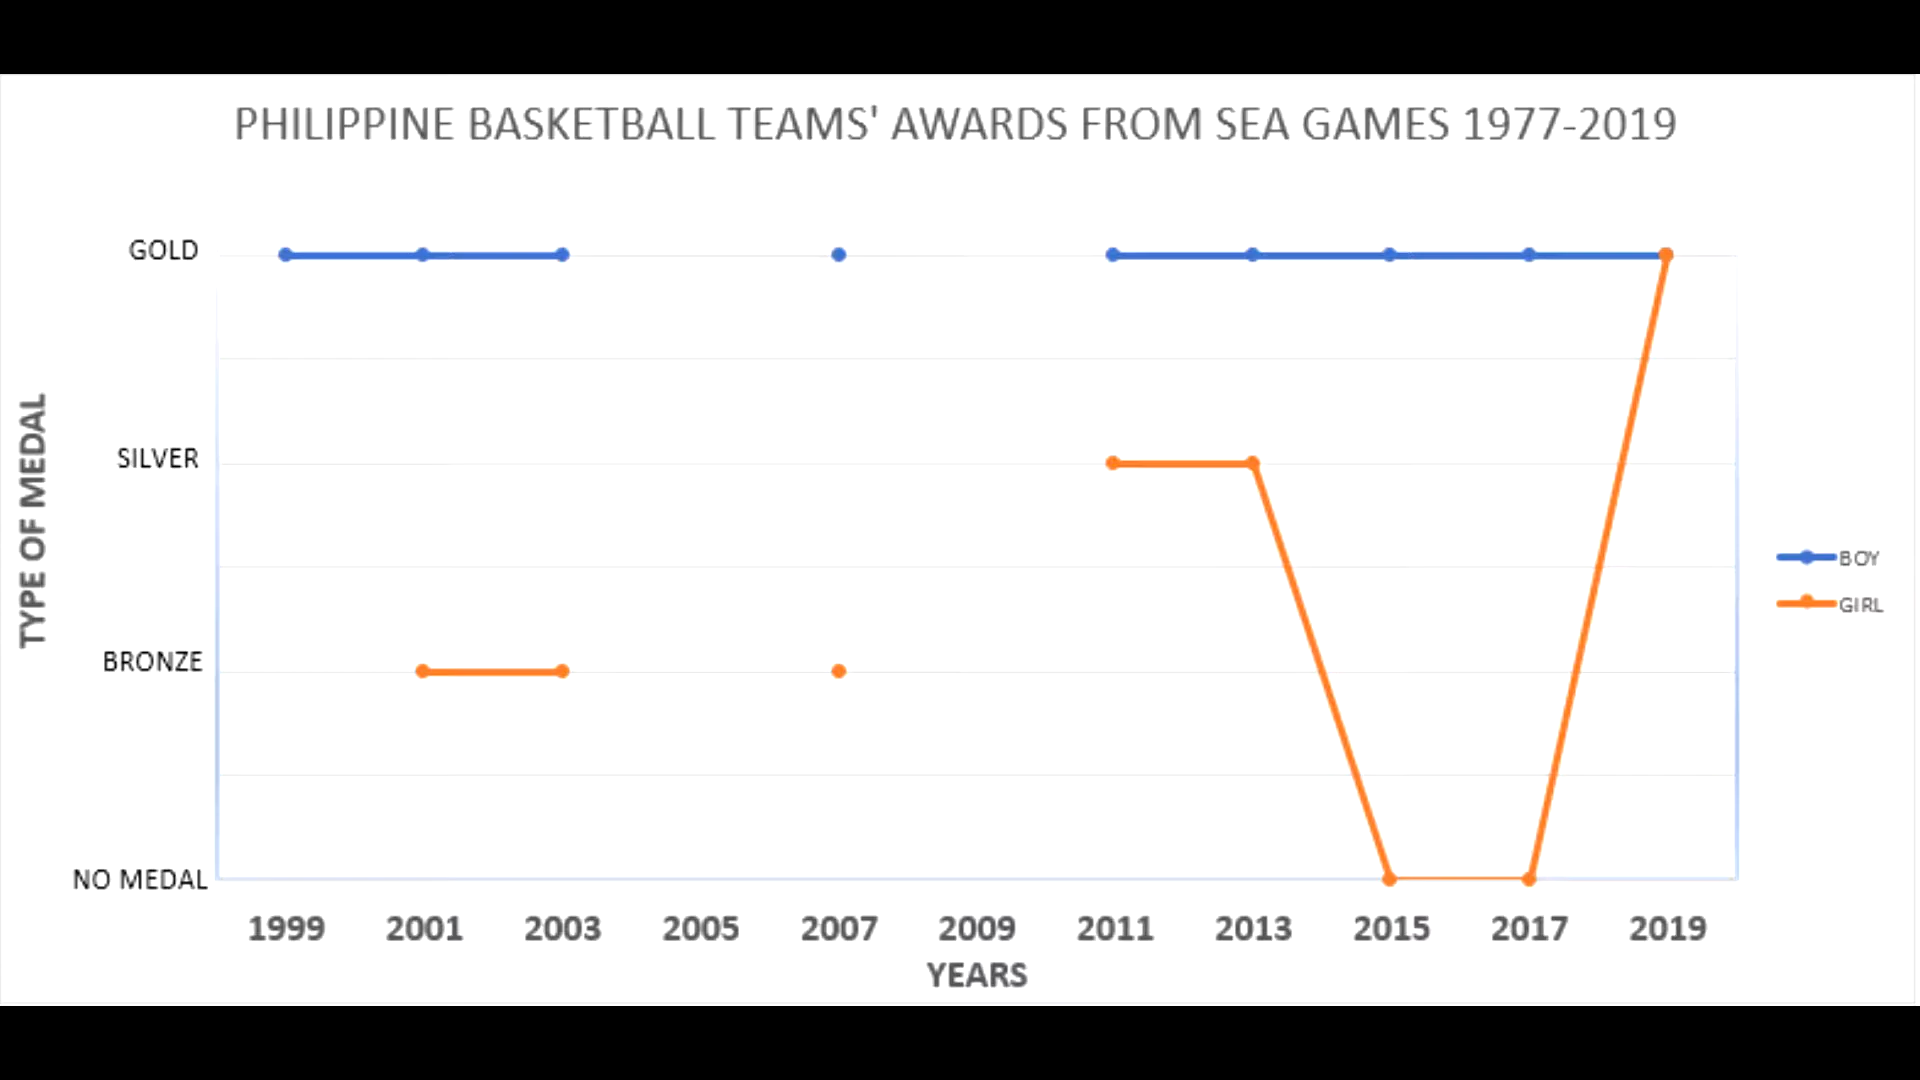 PHILIPPINE BASKETBALL TEAMS' AWARDS FROM SEA GAMES 1977-2019
GOLD
SILVER
BRONZE
NO MEDAL
TYPE OF MEDAL
1999 2001 2003 2005 2007 2009 2011 2013 2015 2017 2019
YEARS
BOY
GIRL